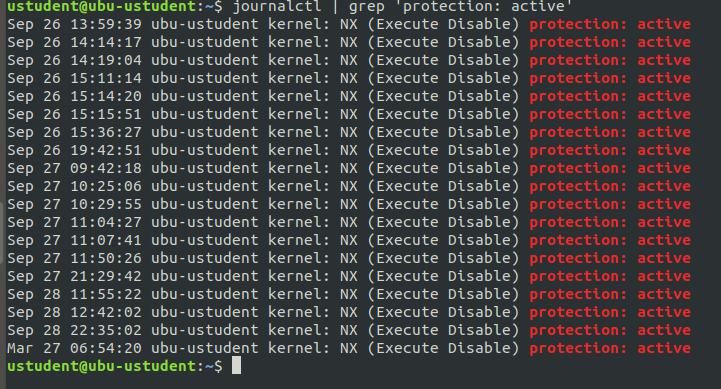 ustudent@ubu-ustudent:~$ journalctl | grep 'protection: active'
Sep 26 13:59:39 ubu-ustudent kernel: NX (Execute Disable) protection: active
Sep 26 14:14:17 ubu-ustudent kernel: NX (Execute Disable) protection: active
Sep 26 14:19:04 ubu-ustudent kernel: NX (Execute Disable) protection: active
Sep 26 15:11:14 ubu-ustudent kernel: NX (Execute Disable) protection: active
Sep 26 15:14:20 ubu-ustudent kernel: NX (Execute Disable) protection: active
Sep 26 15:15:51 ubu-ustudent kernel: NX (Execute Disable) protection: active
Sep 26 15:36:27 ubu-ustudent kernel: NX (Execute Disable) protection: active
Sep 26 19:42:51 ubu-ustudent kernel: NX (Execute Disable) protection: active
Sep 27 09:42:18 ubu-ustudent kernel: NX (Execute Disable) protection: active
Sep 27 10:25:06 ubu-ustudent kernel: NX (Execute Disable) protection: active
Sep 27 10:29:55 ubu-ustudent kernel: NX (Execute Disable) protection: active
Sep 27 11:04:27 ubu-ustudent kernel: NX (Execute Disable) protection: active
Sep 27 11:07:41 ubu-ustudent kernel: NX (Execute Disable) protection: active
Sep 27 11:50:26 ubu-ustudent kernel: NX (Execute Disable) protection: active
Sep 27 21:29:42 ubu-ustudent kernel: NX (Execute Disable) protection: active
Sep 28 11:55:22 ubu-ustudent kernel: NX (Execute Disable) protection: active
Sep 28 12:42:02 ubu-ustudent kernel: NX (Execute Disable) protection: active
Sep 28 22:35:02 ubu-ustudent kernel: NX (Execute Disable) protection: active
Mar 27 06:54:20 ubu-ustudent kernel: NX (Execute Disable) protection: active
ustudent@ubu-ustudent:~$